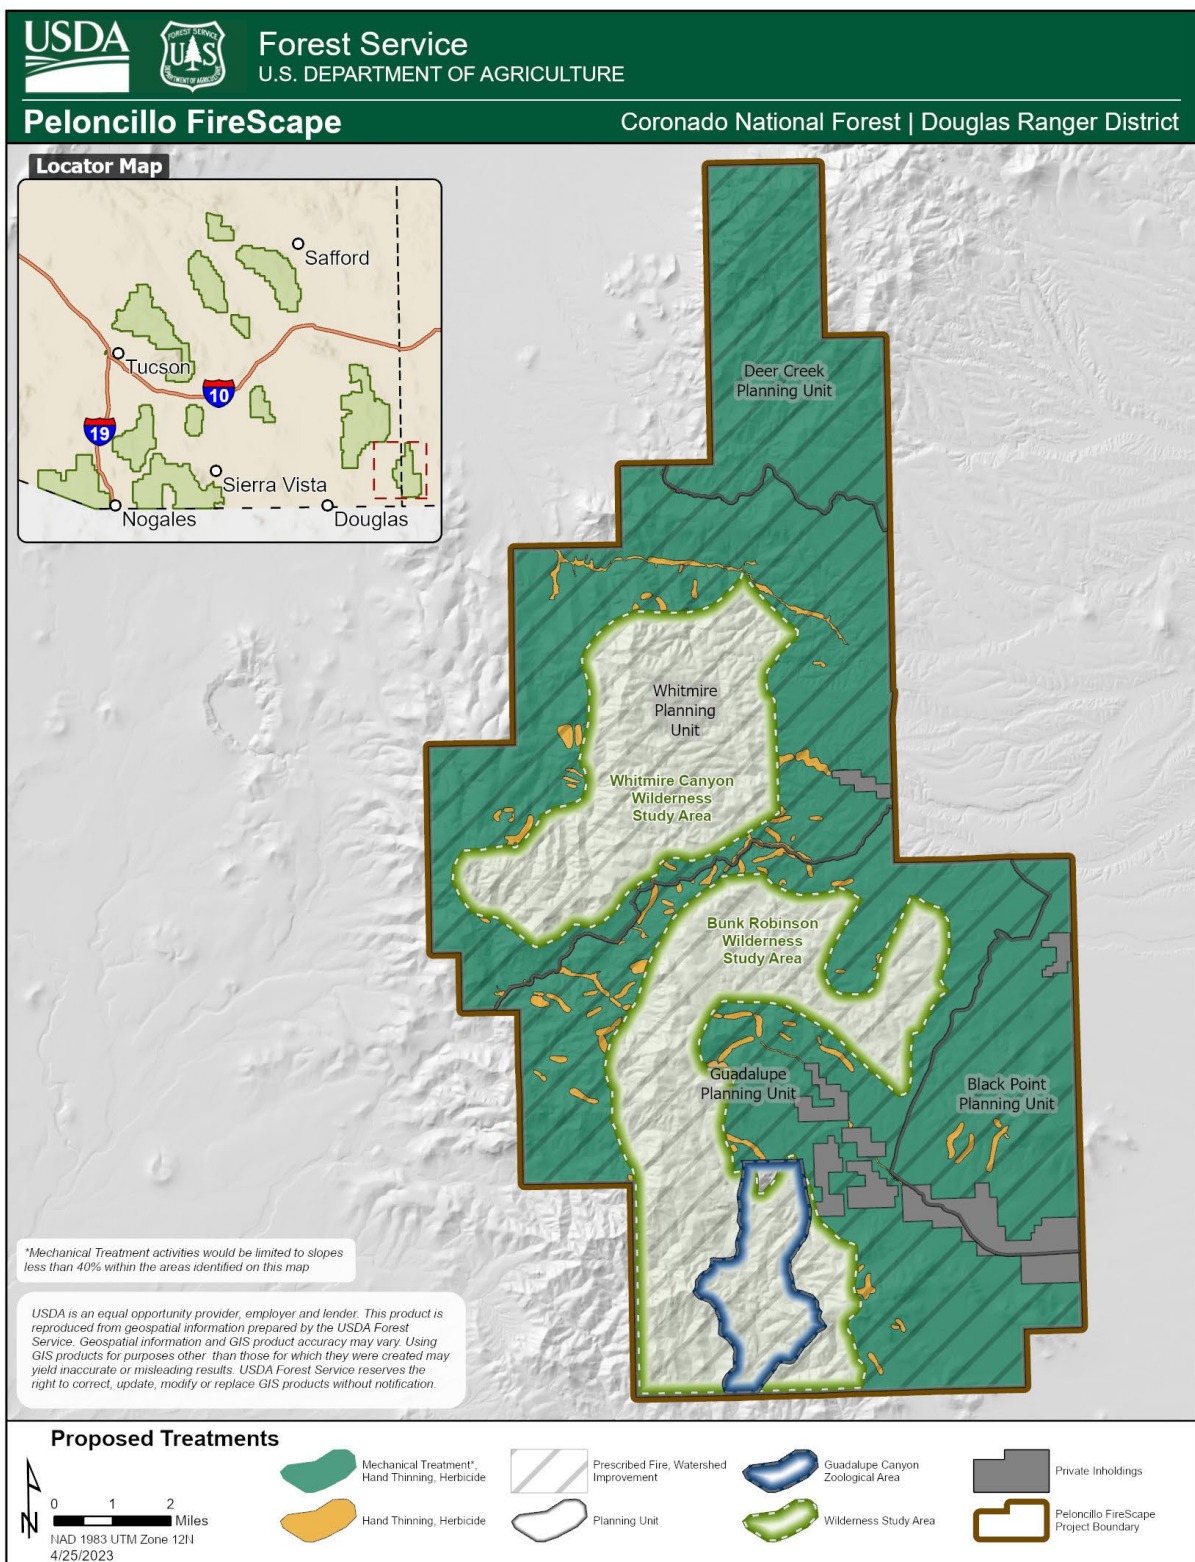 USDA
FOREST SERVICE
U S
DEPARTMENT OF AGRICULTURE
Forest Service
U.S. DEPARTMENT OF AGRICULTURE
Peloncillo FireScape
Coronado National Forest | Douglas Ranger District
Locator Map
Safford
Tucson
10
19
Sierra Vista
Nogales
Douglas
Deer Creek
Planning Unit
Whitmire
Planning
Unit
Whitmire Canyon
Wilderness
Study Area
Bunk Robinson
Wilderness
Study Area
Guadalupe
Planning Unit
Black Point
Planning Unit
*Mechanical Treatment activities would be limited to slopes
less than 40% within the areas identified on this map
USDA is an equal opportunity provider, employer and lender. This product is
reproduced from geospatial information prepared by the USDA Forest
Service. Geospatial information and GIS product accuracy may vary. Using
GIS products for purposes other than those for which they were created may
yield inaccurate or misleading results. USDA Forest Service reserves the
right to correct, update, modify or replace GIS products without notification.
Proposed Treatments
N
0 1 2
Miles
NAD 1983 UTM Zone 12N
4/25/2023
Mechanical Treatment*,
Hand Thinning, Herbicide
Hand Thinning, Herbicide
Prescribed Fire, Watershed
Improvement
Planning Unit
Guadalupe Canyon
Zoological Area
Wilderness Study Area
Private Inholdings
Peloncillo FireScape
Project Boundary